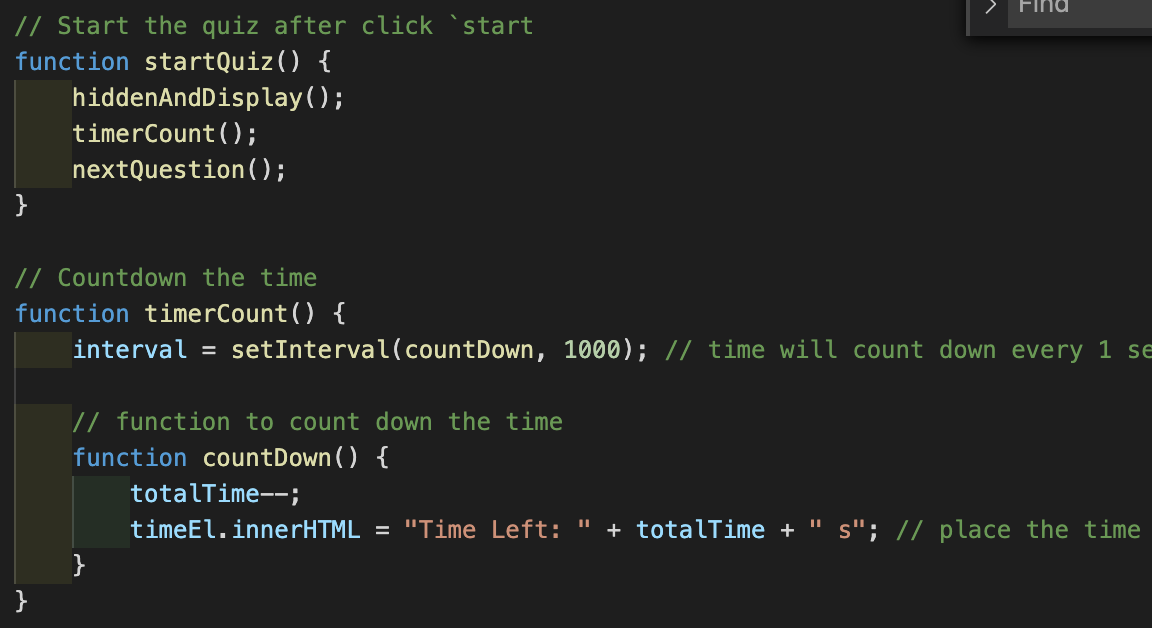 Find
// Start the quiz after click `start
function startQuiz() {
    hiddenAndDisplay();
    timerCount();
    nextQuestion();
}

// Countdown the time
function timerCount() {
    interval = setInterval(countDown, 1000); // time will count down every 1 se

    // function to count down the time
    function countDown() {
        totalTime--;
        timeEl.innerHTML = "Time Left: " + totalTime + " s"; // place the time
    }
}